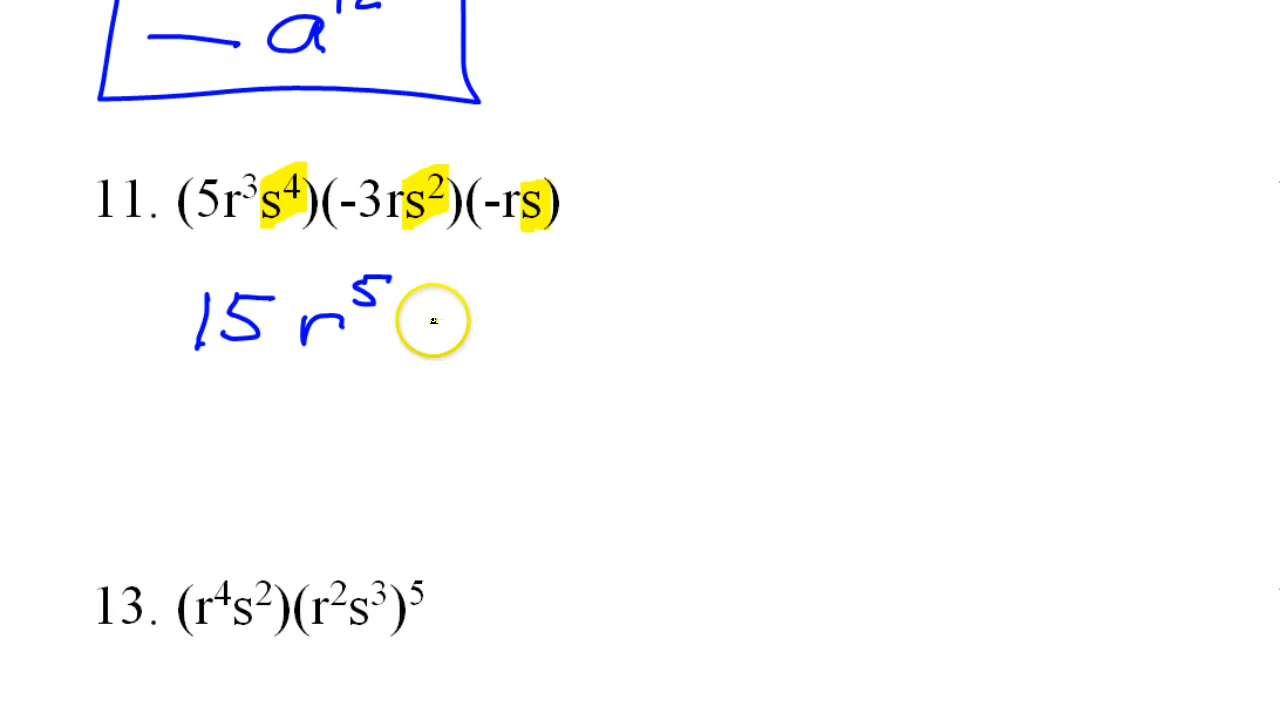 — a¹²
11. (5r³s⁴)(-3rs²)(-rs)
15 r⁵
13. (r⁴s²)(r²s³)⁵